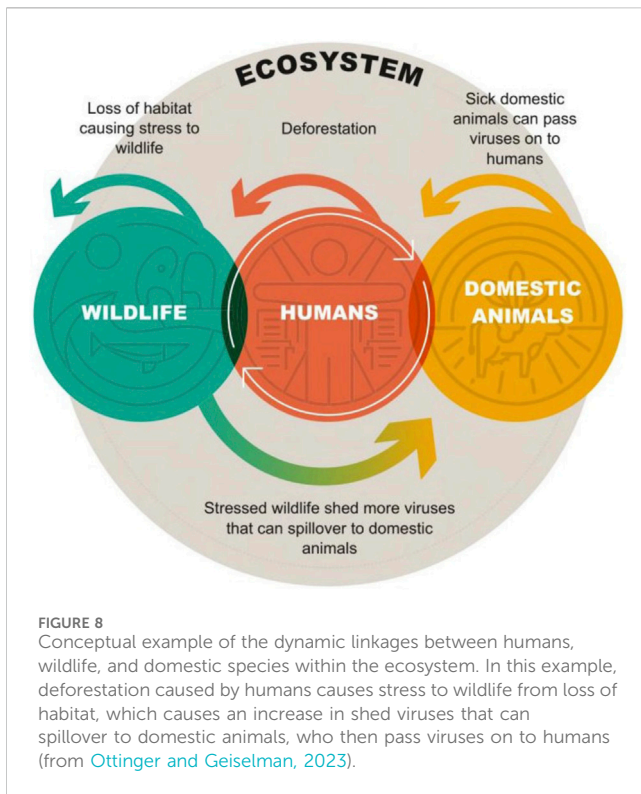 ECOSYSTEM
Loss of habitat
causing stress to
wildlife
Deforestation
Sick domestic
animals can pass
viruses on to
humans
WILDLIFE
HUMANS
DOMESTIC
ANIMALS
Stressed wildlife shed more viruses
that can spillover to domestic
animals
FIGURE 8
Conceptual example of the dynamic linkages between humans,
wildlife, and domestic species within the ecosystem. In this example,
deforestation caused by humans causes stress to wildlife from loss of
habitat, which causes an increase in shed viruses that can
spillover to domestic animals, who then pass viruses on to humans
(from Ottinger and Geiselman, 2023).